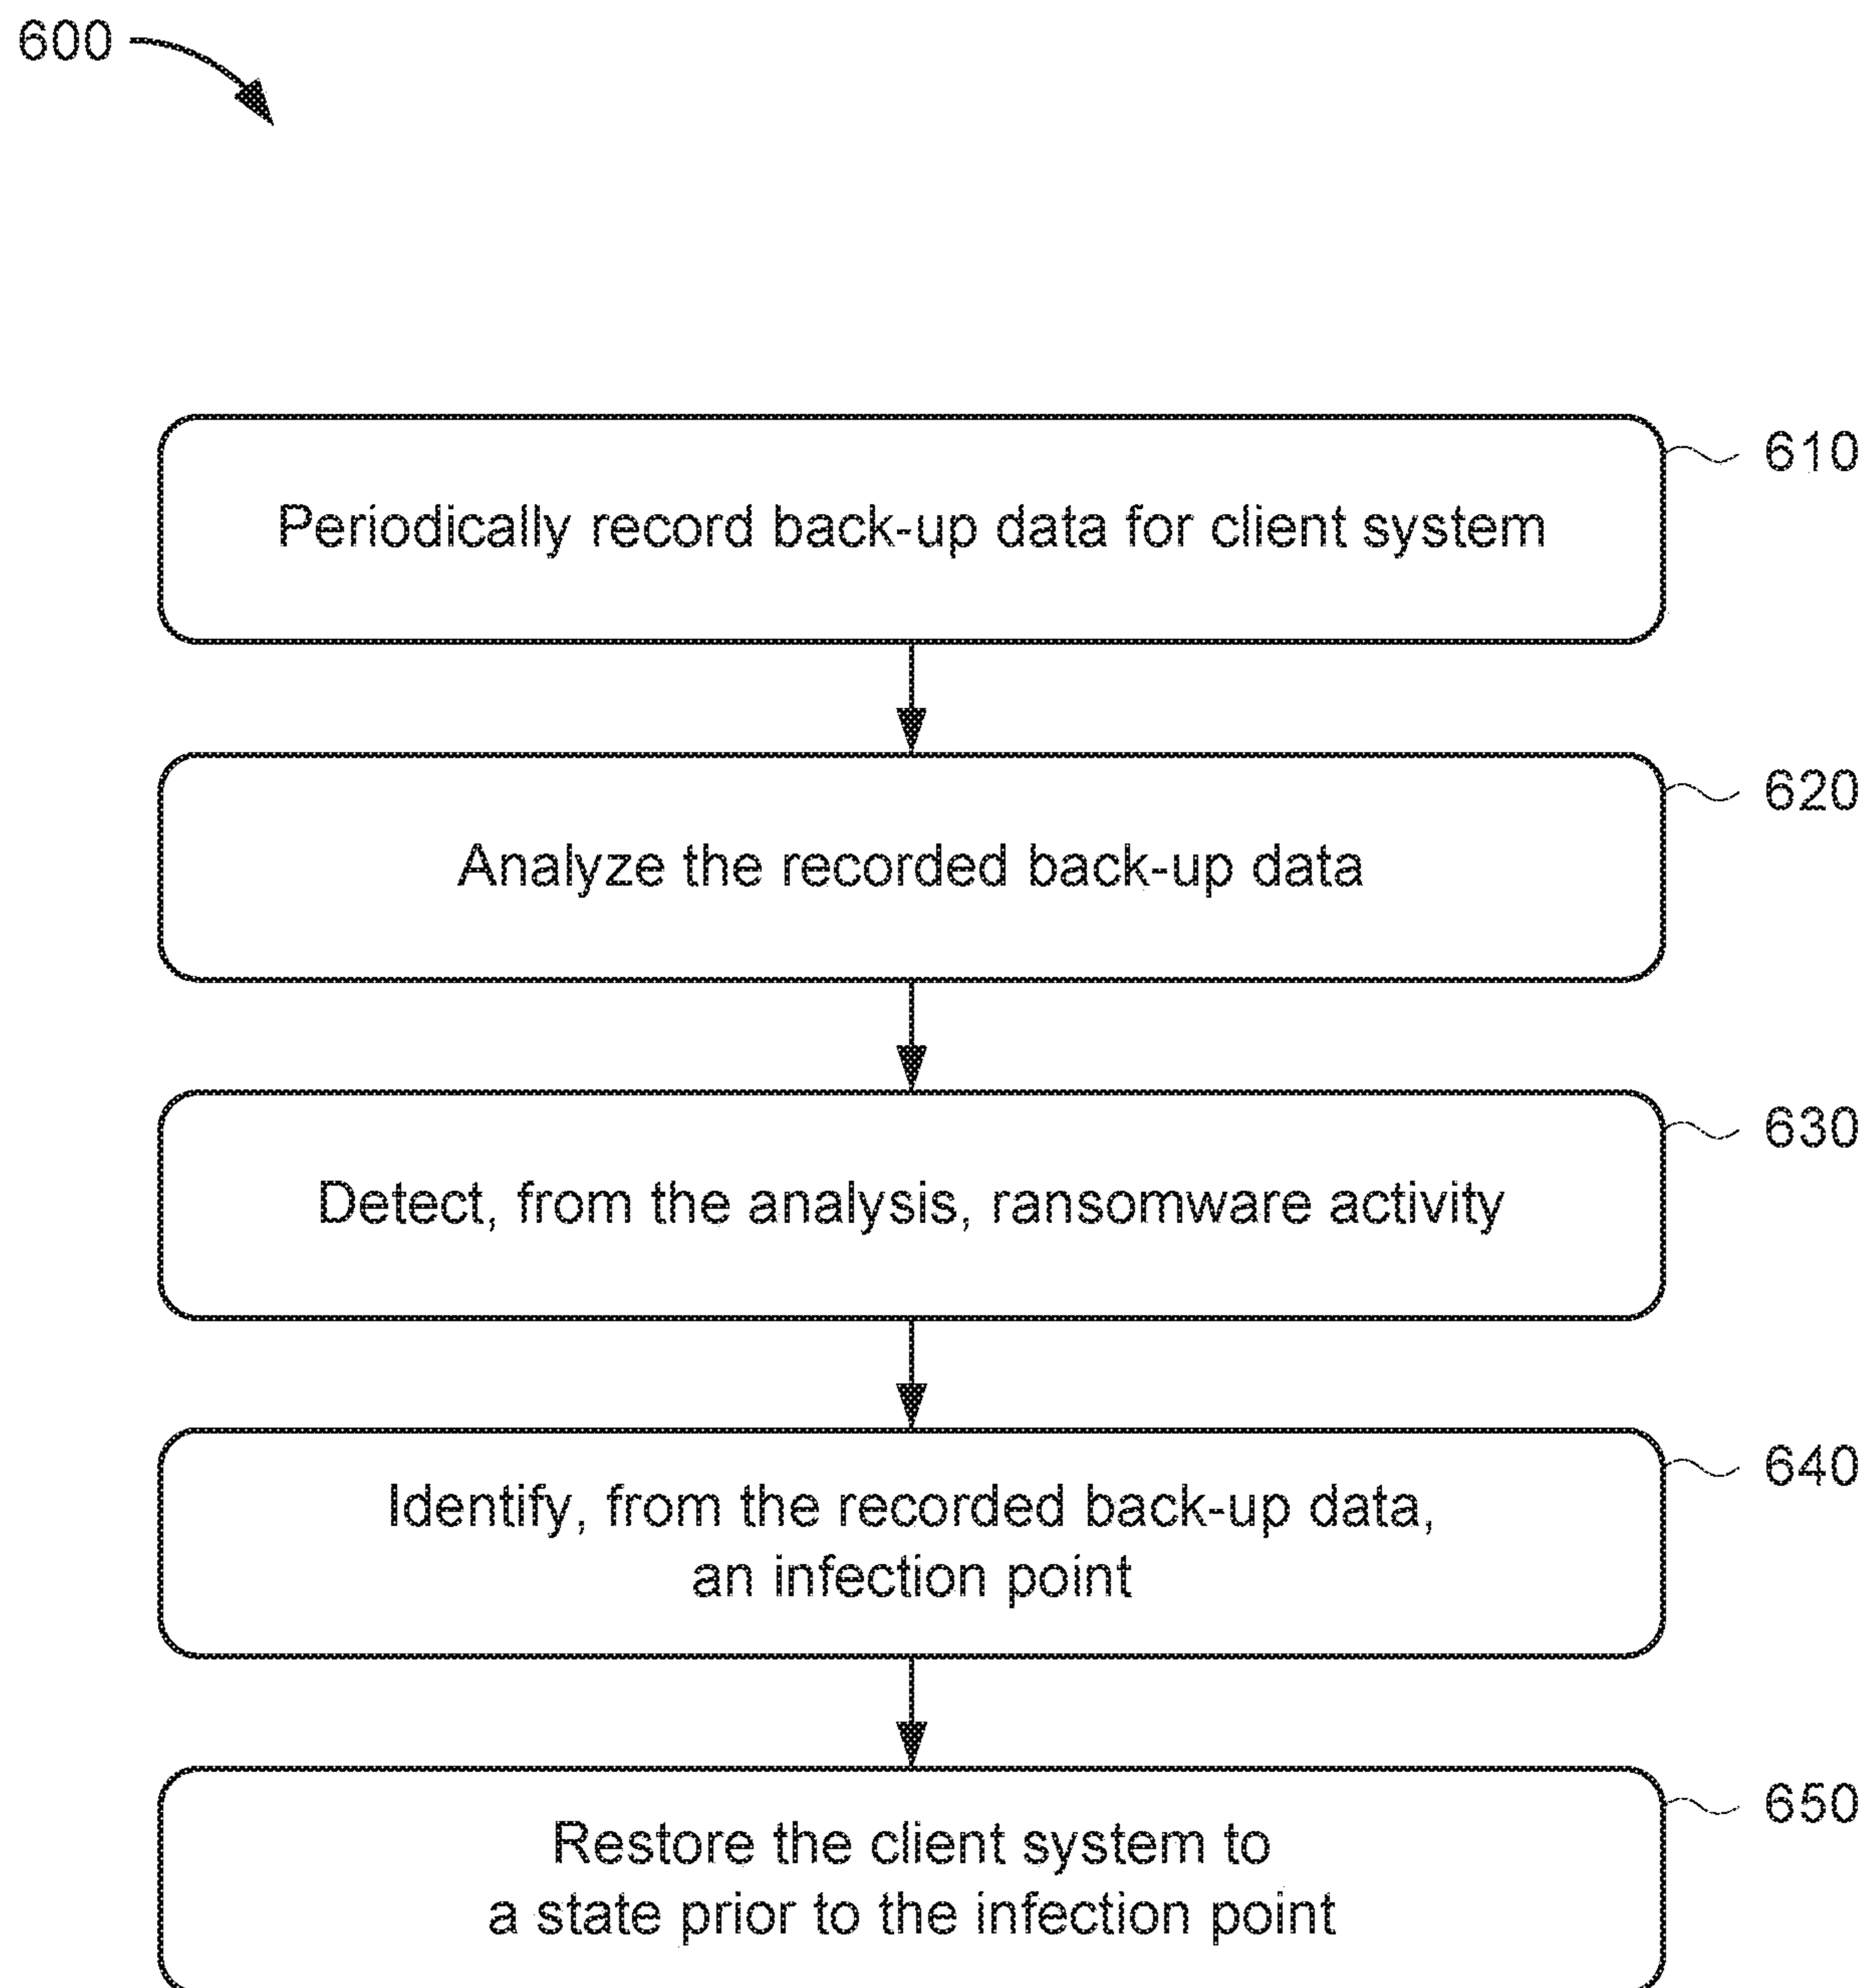 600
Periodically record back-up data for client system
610
Analyze the recorded back-up data
620
Detect, from the analysis, ransomware activity
630
Identify, from the recorded back-up data,
an infection point
640
Restore the client system to
a state prior to the infection point
650